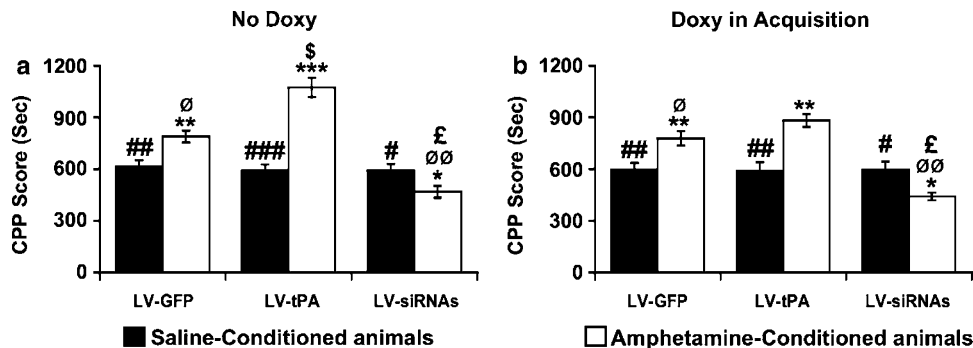 No Doxy
a
CPP Score (Sec)
1200
900
600
300
0
##
Ø
**
###
$
***
#
£
ØØ
*
LV-GFP
LV-tPA
LV-siRNAs
Doxy in Acquisition
b
CPP Score (Sec)
1200
900
600
300
0
##
Ø
**
##
**
#
£
ØØ
*
LV-GFP
LV-tPA
LV-siRNAs
Saline-Conditioned animals
Amphetamine-Conditioned animals